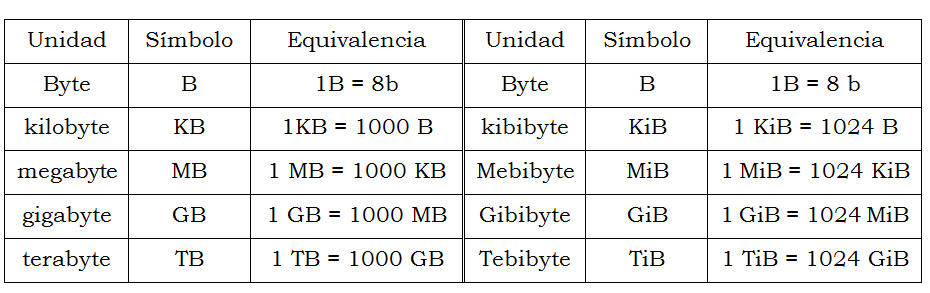 Unidad Símbolo Equivalencia Unidad Símbolo Equivalencia
Byte B 1B = 8b Byte B 1B = 8 b
kilobyte KB 1KB = 1000 B kibibyte KiB 1 KiB = 1024 B
megabyte MB 1 MB = 1000 KB Mebibyte MiB 1 MiB = 1024 KiB
gigabyte GB 1 GB = 1000 MB Gibibyte GiB 1 GiB = 1024 MiB
terabyte TB 1 TB = 1000 GB Tebibyte TiB 1 TiB = 1024 GiB